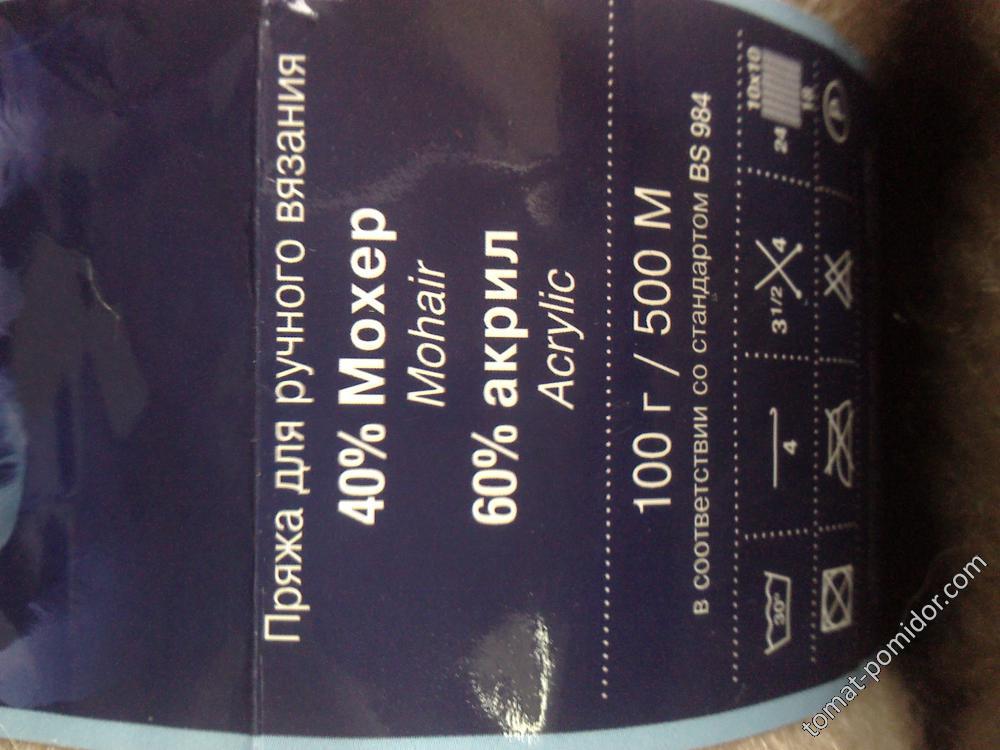 Пряжа для ручного вязания
40% Мохер
Mohair
60% акрил
Acrylic
100 г / 500 М
в соответствии со стандартом BS 984
30° 4 3 1/2 4 24 10x10 18
P
tomat-pomidor.com